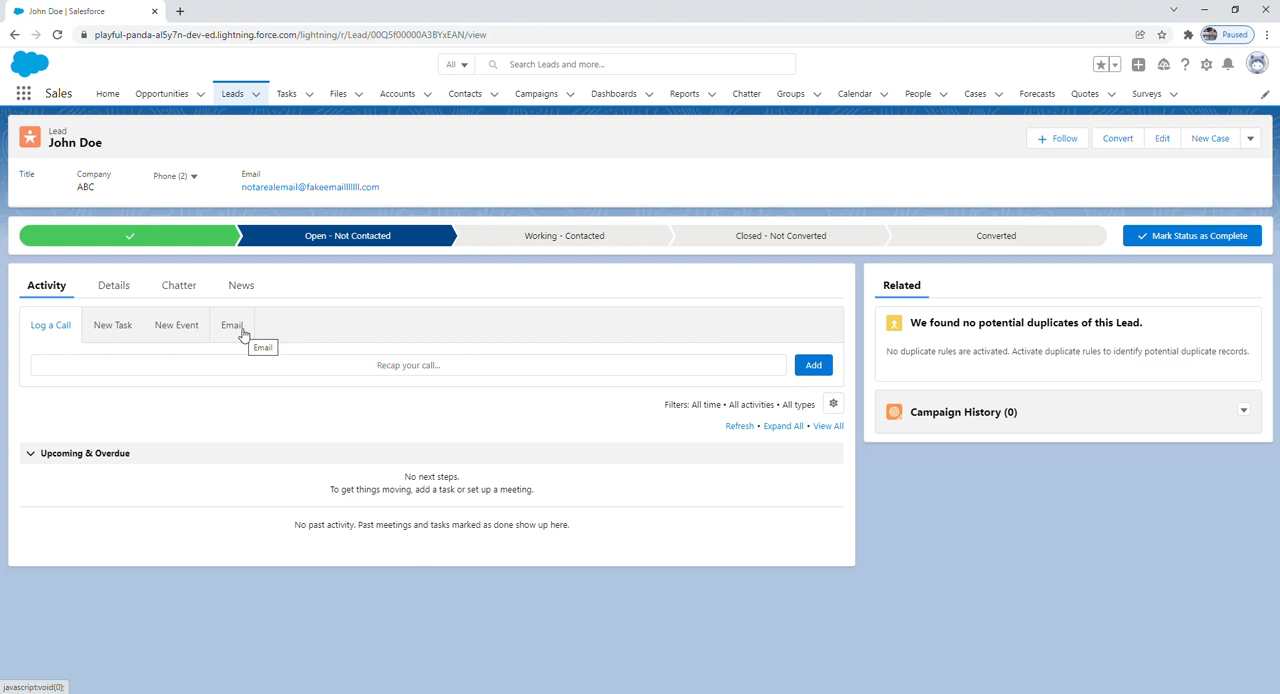 John Doe | Salesforce
playful-panda-al5y7n-dev-ed.lightning.force.com/lightning/r/Lead/00Q5f00000A3BYxEAN/view
Paused
All
Search Leads and more...
Sales
Home
Opportunities
Leads
Tasks
Files
Accounts
Contacts
Campaigns
Dashboards
Reports
Chatter
Groups
Calendar
People
Cases
Forecasts
Quotes
Surveys
Lead
John Doe
Follow
Convert
Edit
New Case
Title
Company
Phone (2)
Email
ABC
notarealemail@fakeemailllllll.com
Open - Not Contacted
Working - Contacted
Closed - Not Converted
Converted
Mark Status as Complete
Activity
Details
Chatter
News
Related
Log a Call
New Task
New Event
Email
Email
We found no potential duplicates of this Lead.
No duplicate rules are activated. Activate duplicate rules to identify potential duplicate records.
Recap your call...
Add
Filters: All time • All activities • All types
Campaign History (0)
Refresh • Expand All • View All
Upcoming & Overdue
No next steps.
To get things moving, add a task or set up a meeting.
No past activity. Past meetings and tasks marked as done show up here.
javascript:void(0);